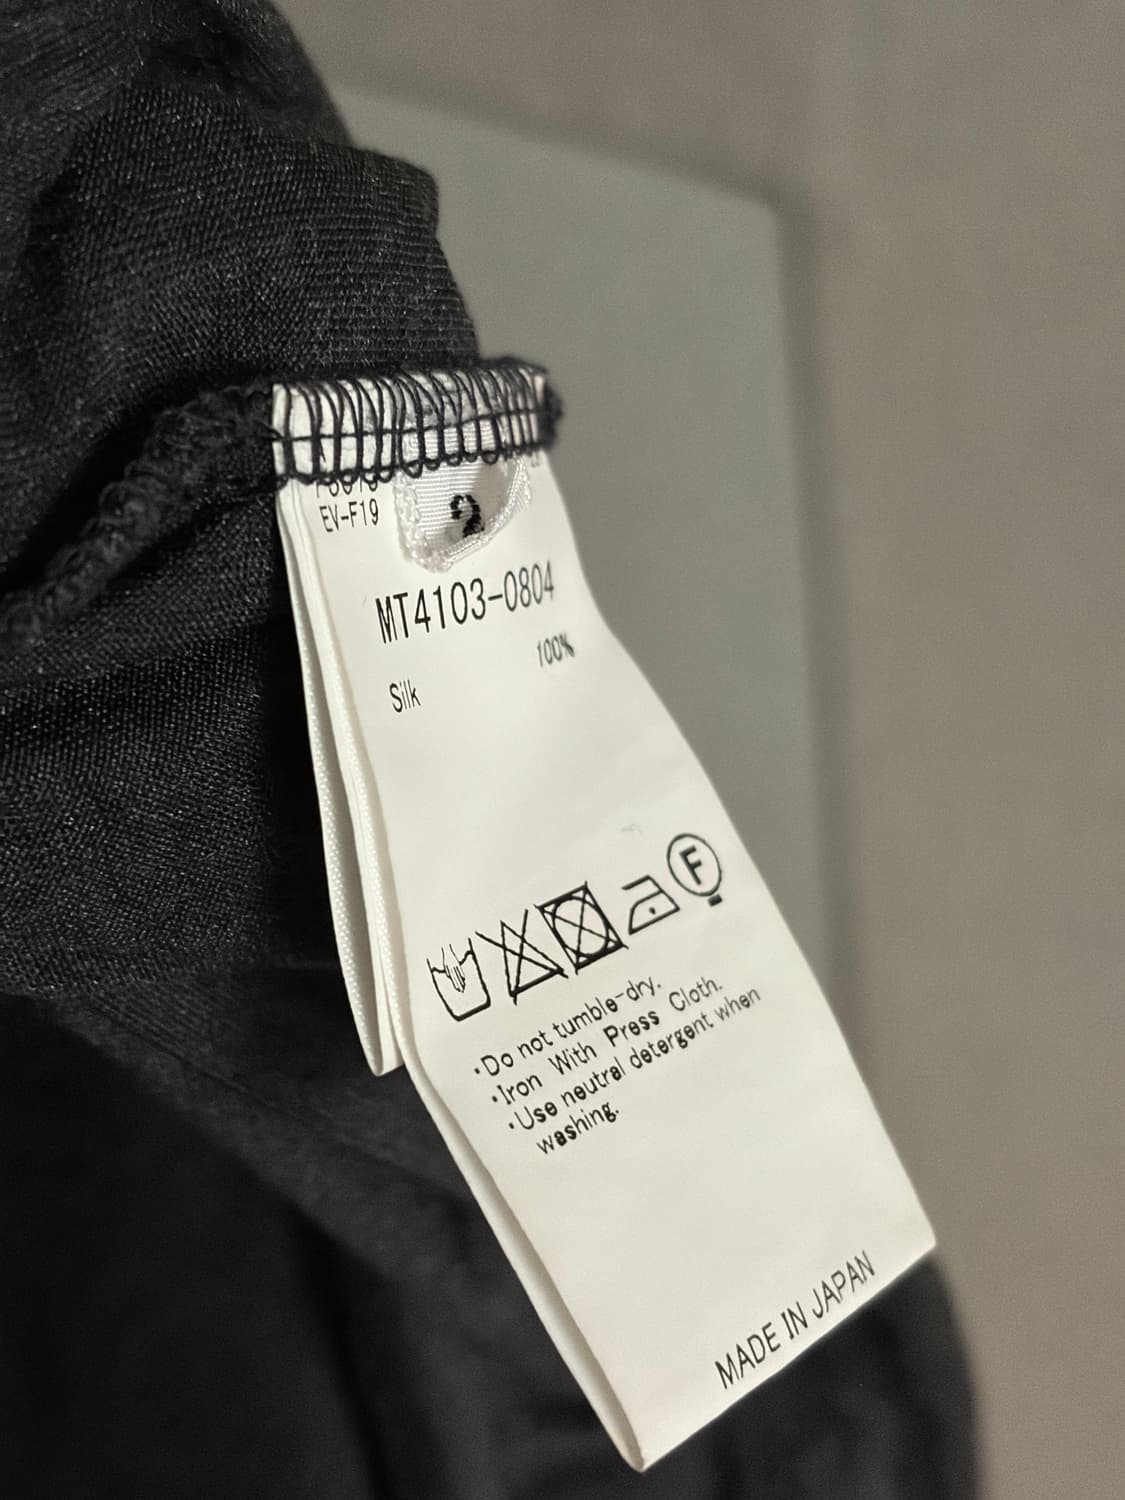 EV-F19
2
MT4103-0804
100%
Silk
F
・Do not tumble-dry.
・Iron With Press Cloth.
・Use neutral detergent when
washing.
MADE IN JAPAN